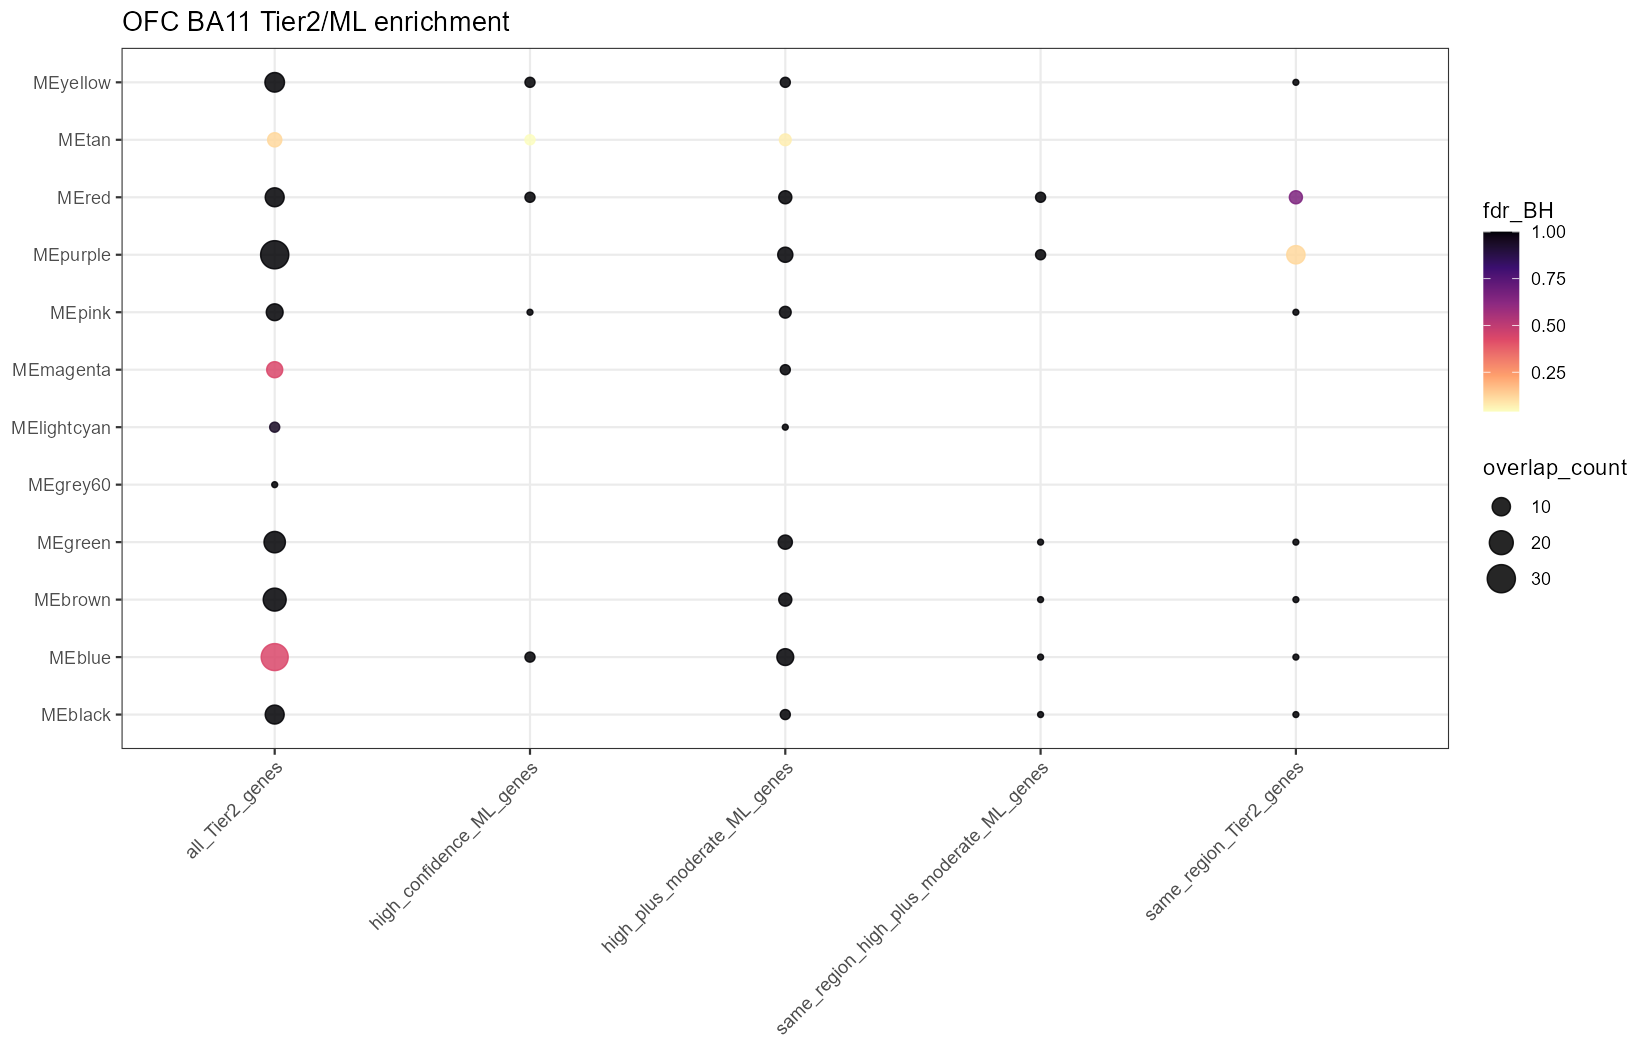 OFC BA11 Tier2/ML enrichment
MEyellow
MEtan
MEred
MEpurple
MEpink
MEmagenta
MElightcyan
MEgrey60
MEgreen
MEbrown
MEblue
MEblack
all_Tier2_genes
high_confidence_ML_genes
high_plus_moderate_ML_genes
same_region_high_plus_moderate_ML_genes
same_region_Tier2_genes
fdr_BH
1.00
0.75
0.50
0.25
overlap_count
10
20
30